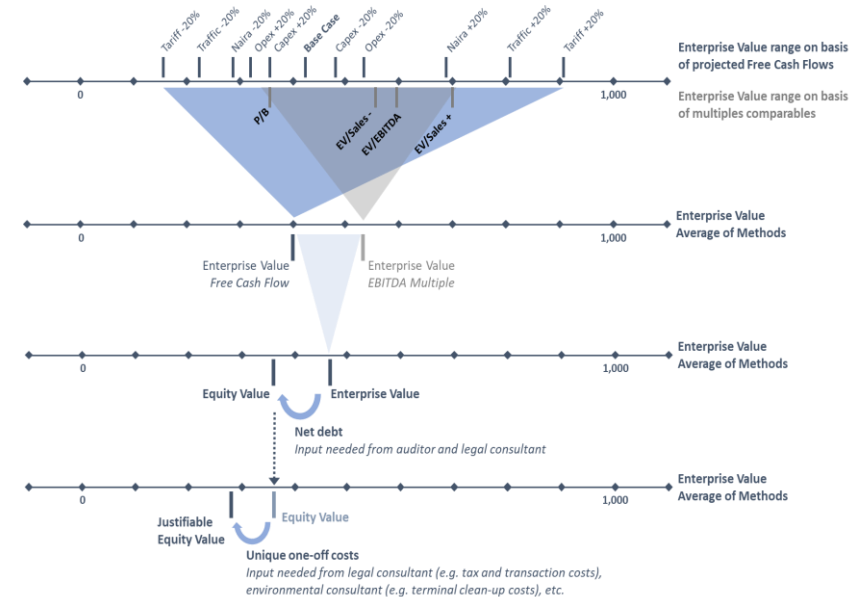 Tariff -20%
Traffic -20%
Naira -20%
Opex +20%
Capex +20%
Base Case
Capex -20%
Opex -20%
Naira +20%
Traffic +20%
Tariff +20%
Enterprise Value range on basis
of projected Free Cash Flows
0
1,000
Enterprise Value range on basis
of multiples comparables
P/B
EV/Sales -
EV/EBITDA
EV/Sales +
Enterprise Value
Average of Methods
0
1,000
Enterprise Value
Free Cash Flow
Enterprise Value
EBITDA Multiple
Enterprise Value
Average of Methods
0
1,000
Equity Value
Enterprise Value
Net debt
Input needed from auditor and legal consultant
Enterprise Value
Average of Methods
0
1,000
Justifiable
Equity Value
Equity Value
Unique one-off costs
Input needed from legal consultant (e.g. tax and transaction costs),
environmental consultant (e.g. terminal clean-up costs), etc.